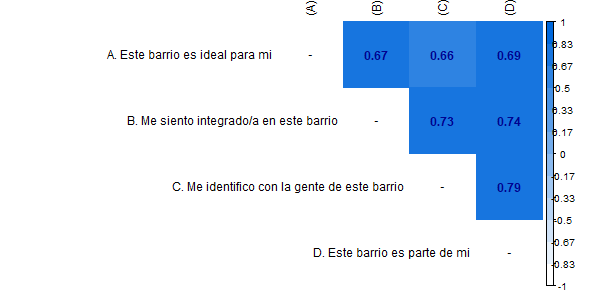 (A) (B) (C) (D)
A. Este barrio es ideal para mi - 0.67 0.66 0.69
B. Me siento integrado/a en este barrio - 0.73 0.74
C. Me identifico con la gente de este barrio - 0.79
D. Este barrio es parte de mi -
1
0.83
0.67
0.5
0.33
0.17
0
-0.17
-0.33
-0.5
-0.67
-0.83
-1